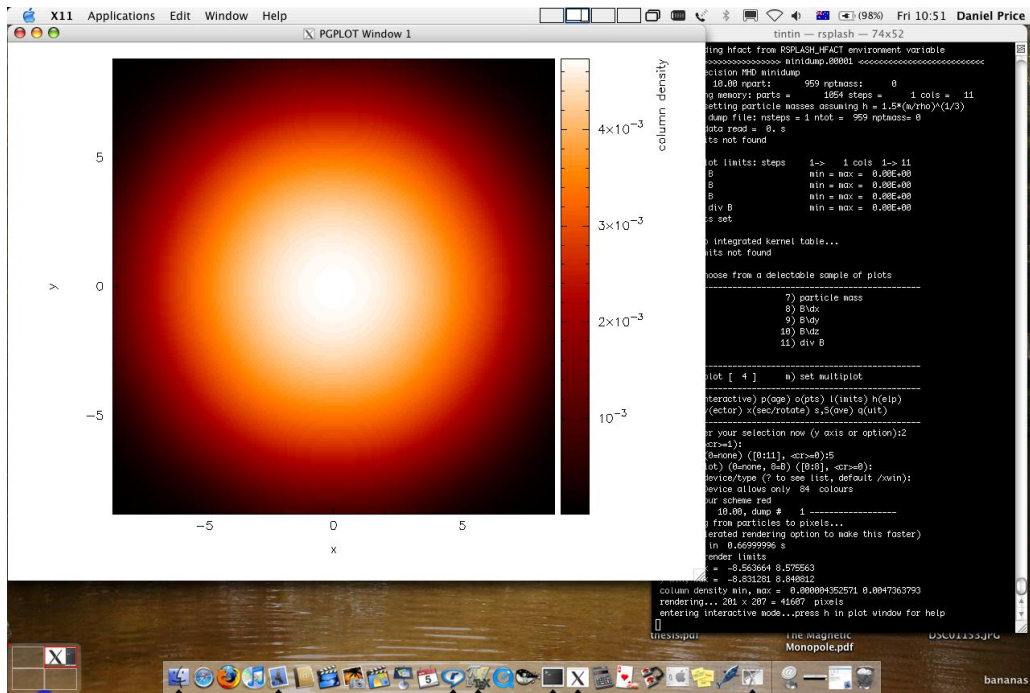 X11 Applications Edit Window Help
(98%) Fri 10:51 Daniel Price
PGPLOT Window 1
tintin — rsplash — 74x52
column density
4×10⁻³
3×10⁻³
2×10⁻³
10⁻³
5
0
−5
y
−5 0 5
x
ding hfact from RSPLASH_HFACT environment variable
>>>>>>>>>>>>>>> minidump.00001 <<<<<<<<<<<<<<<<<<<<<<<<<<
ecision MHD minidump
10.00 npart: 959 nptmass: 0
ng memory: parts = 1054 steps = 1 cols = 11
setting particle masses assuming h = 1.5*(m/rho)^(1/3)
dump file: nsteps = 1 ntot = 959 nptmass= 0
data read = 0. s
its not found
lot limits: steps 1-> 1 cols 1-> 11
B min = max = 0.00E+00
B min = max = 0.00E+00
B min = max = 0.00E+00
div B min = max = 0.00E+00
ts set
p integrated kernel table...
its not found
hoose from a delectable sample of plots
7) particle mass
8) B\dx
9) B\dy
10) B\dz
11) div B
lot [ 4 ] m) set multiplot
nteractive) p(age) o(pts) l(imits) h(elp)
v(ector) x(sec/rotate) s,S(ave) q(uit)
er your selection now (y axis or option):2
<cr>=1):
(0=none) ([0:11], <cr>=0):5
lot) (0=none, 8=B) ([0:8], <cr>=0):
device/type (? to see list, default /xwin):
Device allows only 84 colours
our scheme red
10.00, dump # 1 ------------------
g from particles to pixels...
lerated rendering option to make this faster)
in 0.66999996 s
render limits
= -8.563664 8.575563
= -8.831281 8.840812
column density min, max = 0.000004352571 0.0047363793
rendering... 201 x 207 = 41607 pixels
entering interactive mode...press h in plot window for help
thesis.pdf
The Magnetic
Monopole.pdf
DSC01153.JPG
bananas